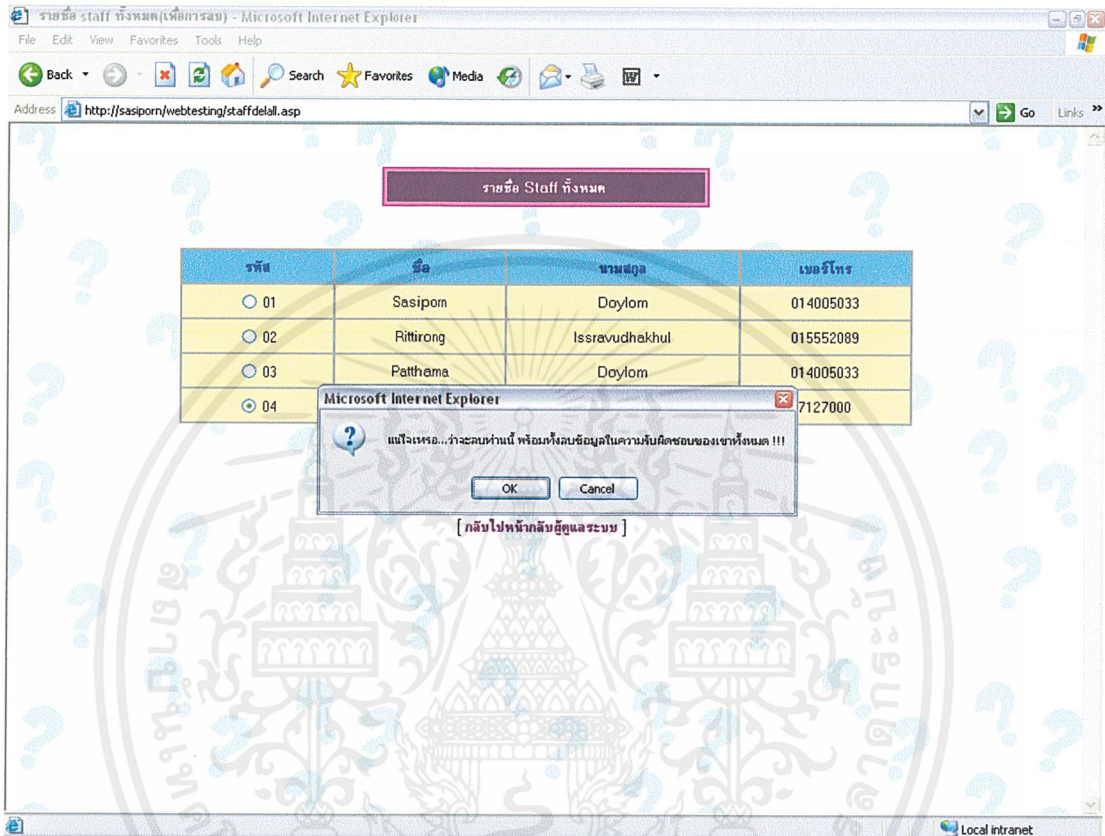 รายชื่อ staff ทั้งหมด(เพื่อการลบ) - Microsoft Internet Explorer
File Edit View Favorites Tools Help
Back Search Favorites Media
Address http://sasiporn/webtesting/staffdelall.asp Go Links »
รายชื่อ Staff ทั้งหมด
รหัส ชื่อ นามสกุล เบอร์โทร
01 Sasiporn Doylom 014005033
02 Rittirong Issravudhakhul 015552089
03 Patthama Doylom 014005033
04 7127000
Microsoft Internet Explorer
แน่ใจเหรอ...ว่าจะลบท่านนี้ พร้อมทั้งลบข้อมูลในความรับผิดชอบของเขาทั้งหมด !!!
OK Cancel
[ กลับไปหน้ากลับผู้ดูแลระบบ ]
Local intranet